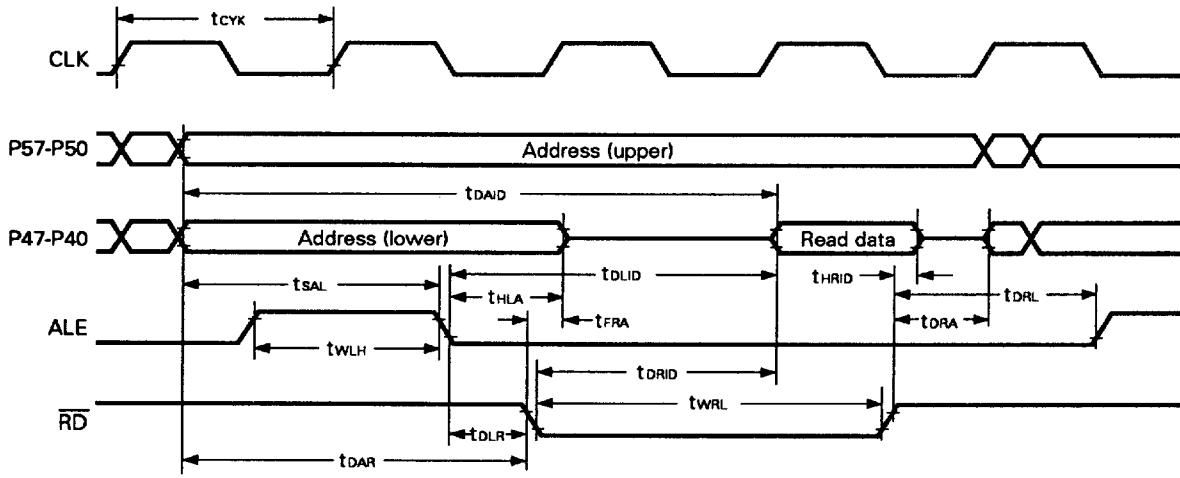 tCYK
CLK
P57-P50
Address (upper)
tDAID
P47-P40
Address (lower)
Read data
tSAL
tDLID
tHRID
tHLA
tDRL
ALE
tFRA
tDRA
tWLH
tDRID
tWRL
RD
tDLR
tDAR